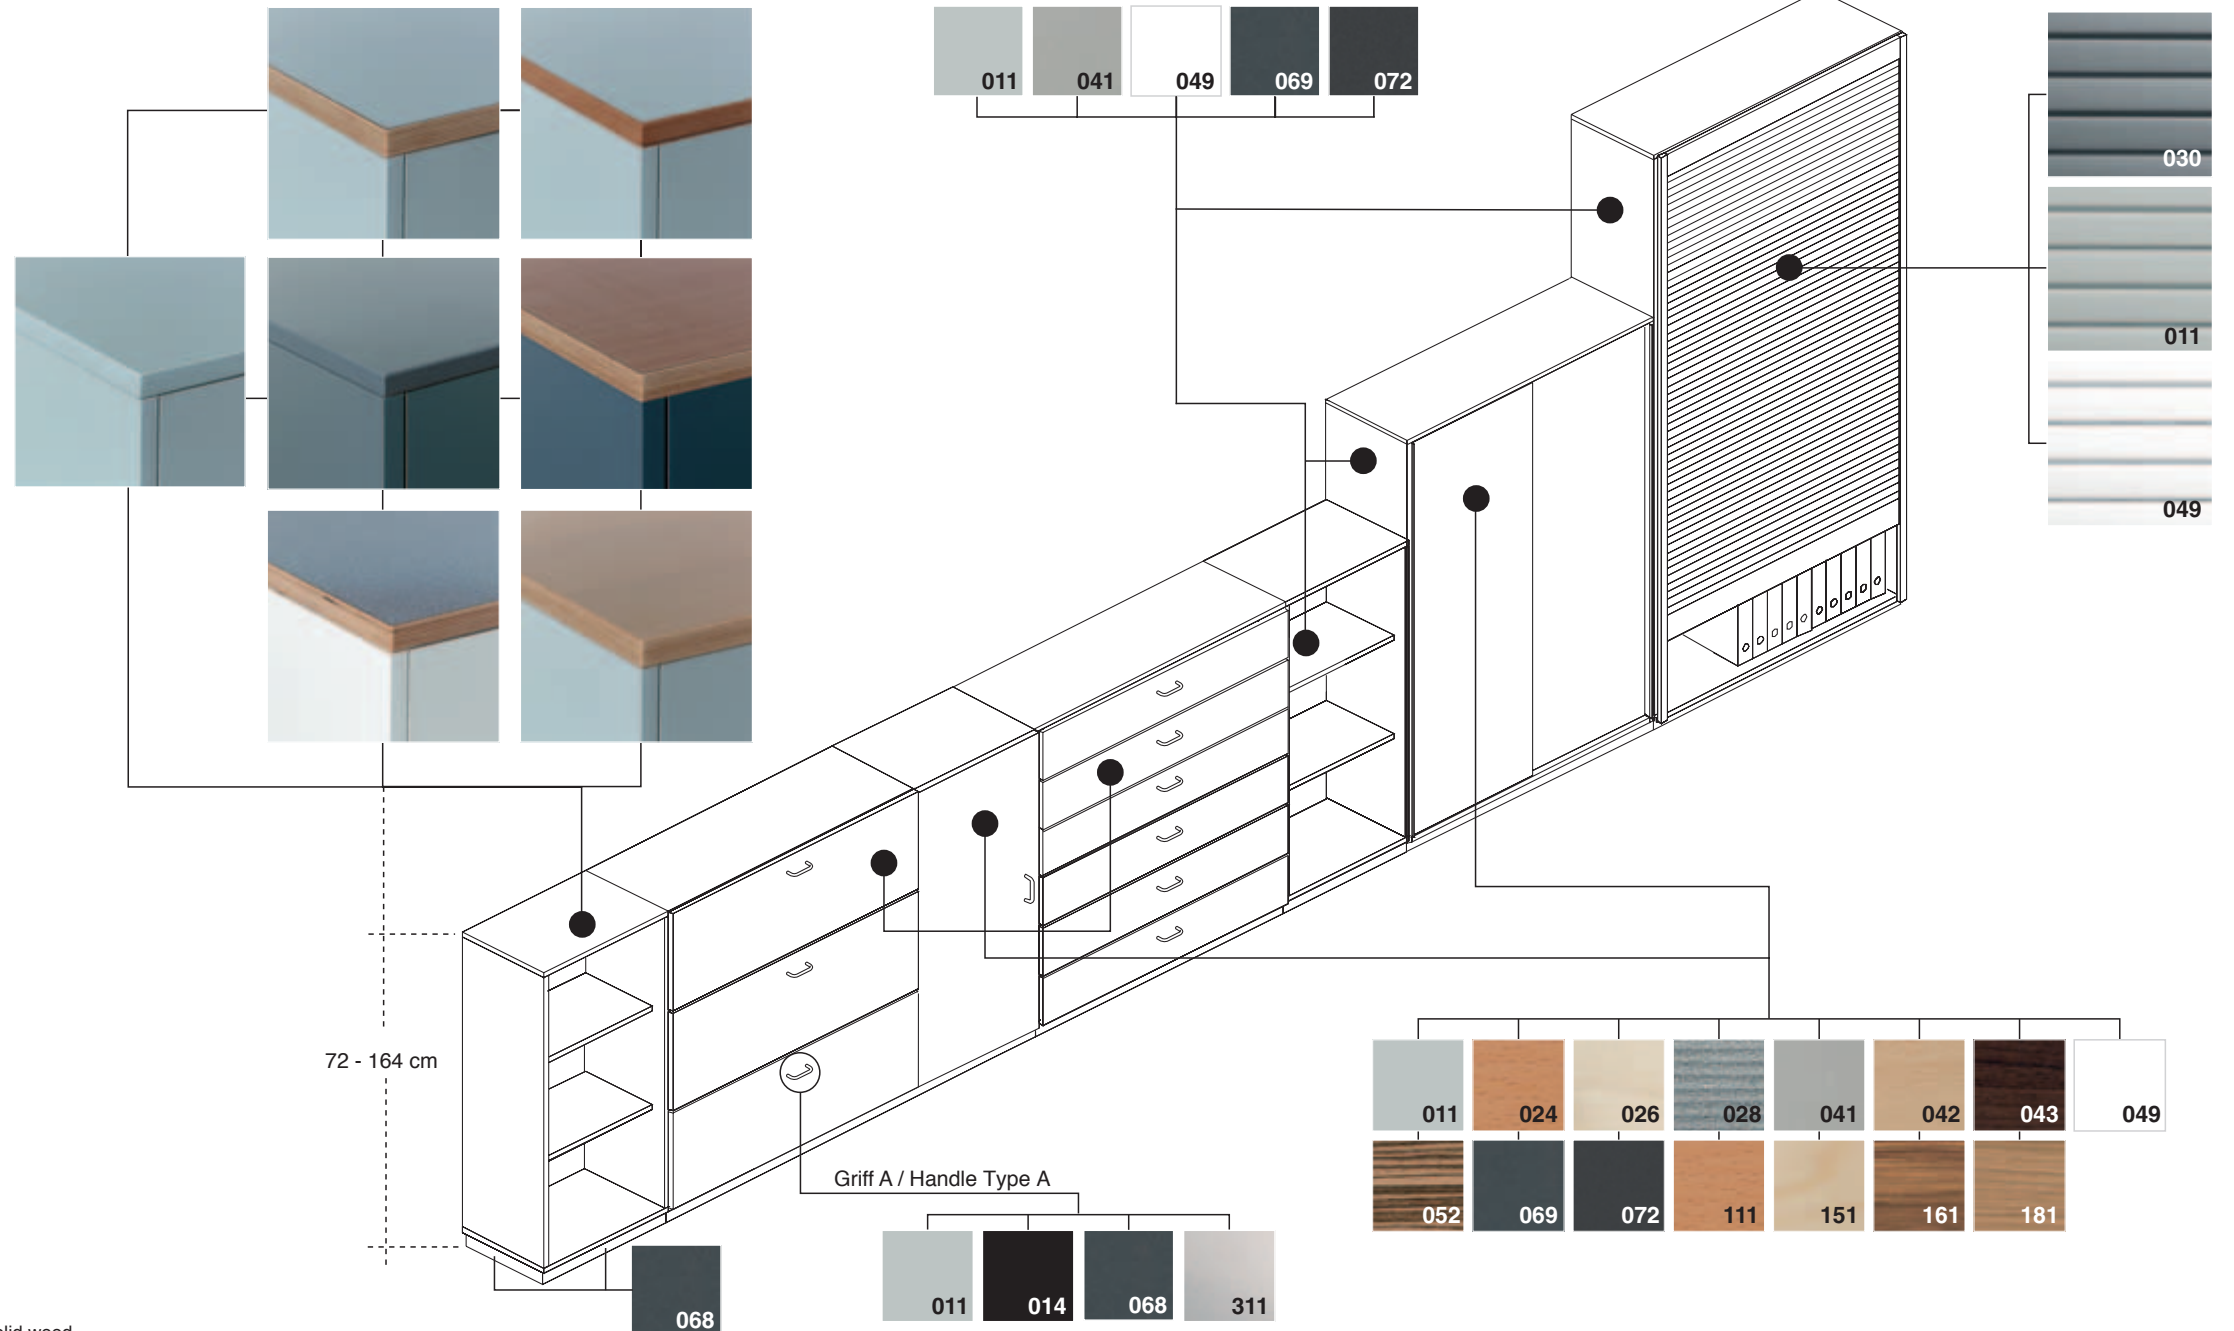 011 041 049 069 072
030
011
049
72 - 164 cm
Griff A / Handle Type A
011 024 026 028 041 042 043 049
052 069 072 111 151 161 181
011 014 068 311
068